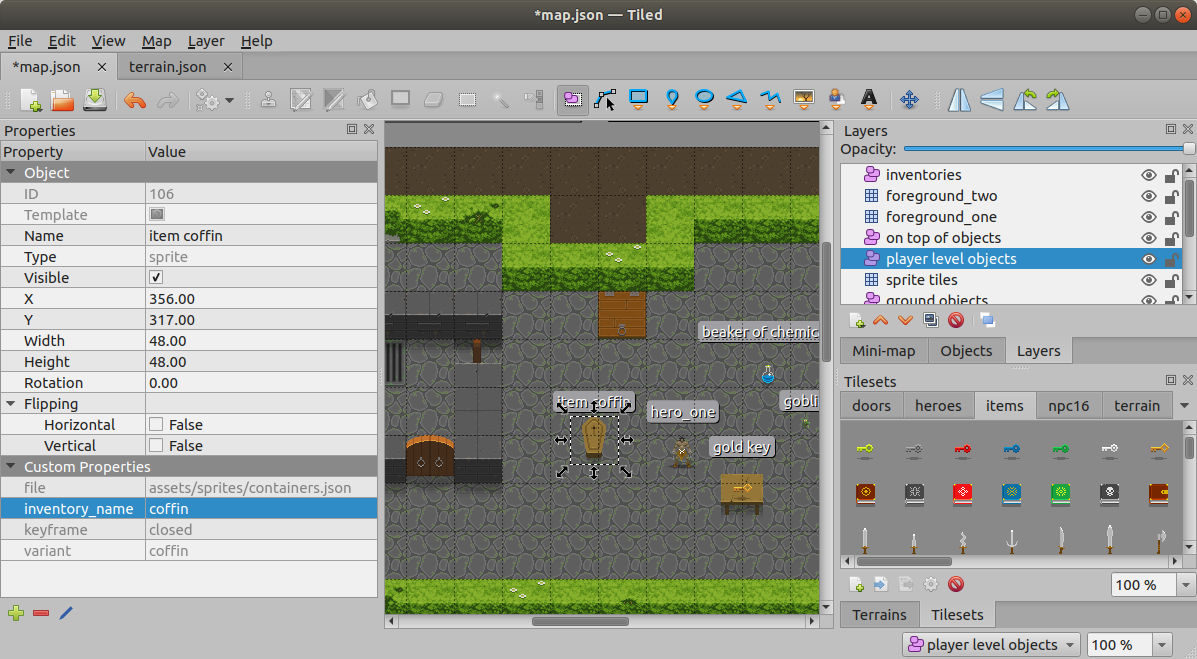 *map.json — Tiled
File Edit View Map Layer Help
*map.json terrain.json
Properties
Property Value
Object
ID 106
Template
Name item coffin
Type sprite
Visible
X 356.00
Y 317.00
Width 48.00
Height 48.00
Rotation 0.00
Flipping
Horizontal False
Vertical False
Custom Properties
file assets/sprites/containers.json
inventory_name coffin
keyframe closed
variant coffin
beaker of chemic
item coffin
gobli
hero_one
gold key
Layers
Opacity:
inventories
foreground_two
foreground_one
on top of objects
player level objects
sprite tiles
ground objects
Mini-map Objects Layers
Tilesets
doors heroes items npc16 terrain
100 %
Terrains Tilesets
player level objects 100 %